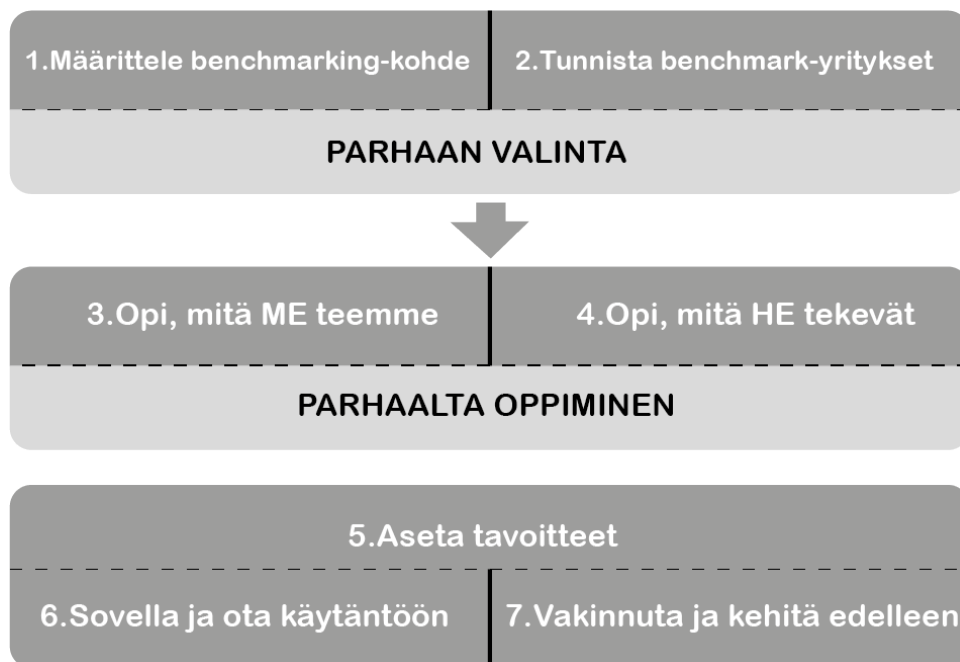 1.Määrittele benchmarking-kohde
2.Tunnista benchmark-yritykset
PARHAAN VALINTA
3.Opi, mitä ME teemme
4.Opi, mitä HE tekevät
PARHAALTA OPPIMINEN
5.Aseta tavoitteet
6.Sovella ja ota käytäntöön
7.Vakinnuta ja kehitä edelleen